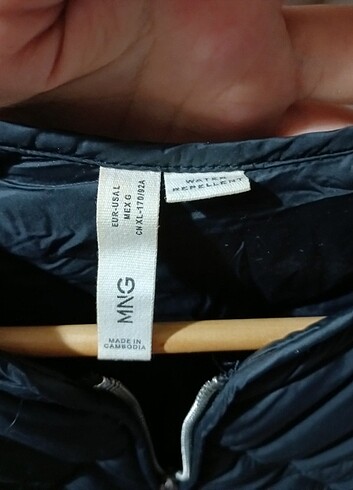 EUR-USA L
MEX G
CN XL-170/92A
MNG
MADE IN
CAMBODIA
WATER
REPELLENT